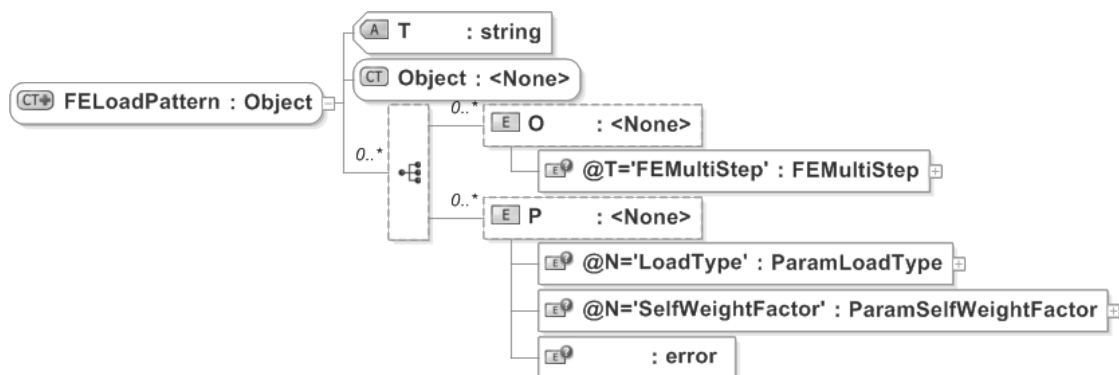 A T : string
CT Object : <None>
CT+ FELoadPattern : Object
0..*
0..*
E O : <None>
E @T='FEMultiStep' : FEMultiStep
0..*
E P : <None>
E @N='LoadType' : ParamLoadType
E @N='SelfWeightFactor' : ParamSelfWeightFactor
E : error